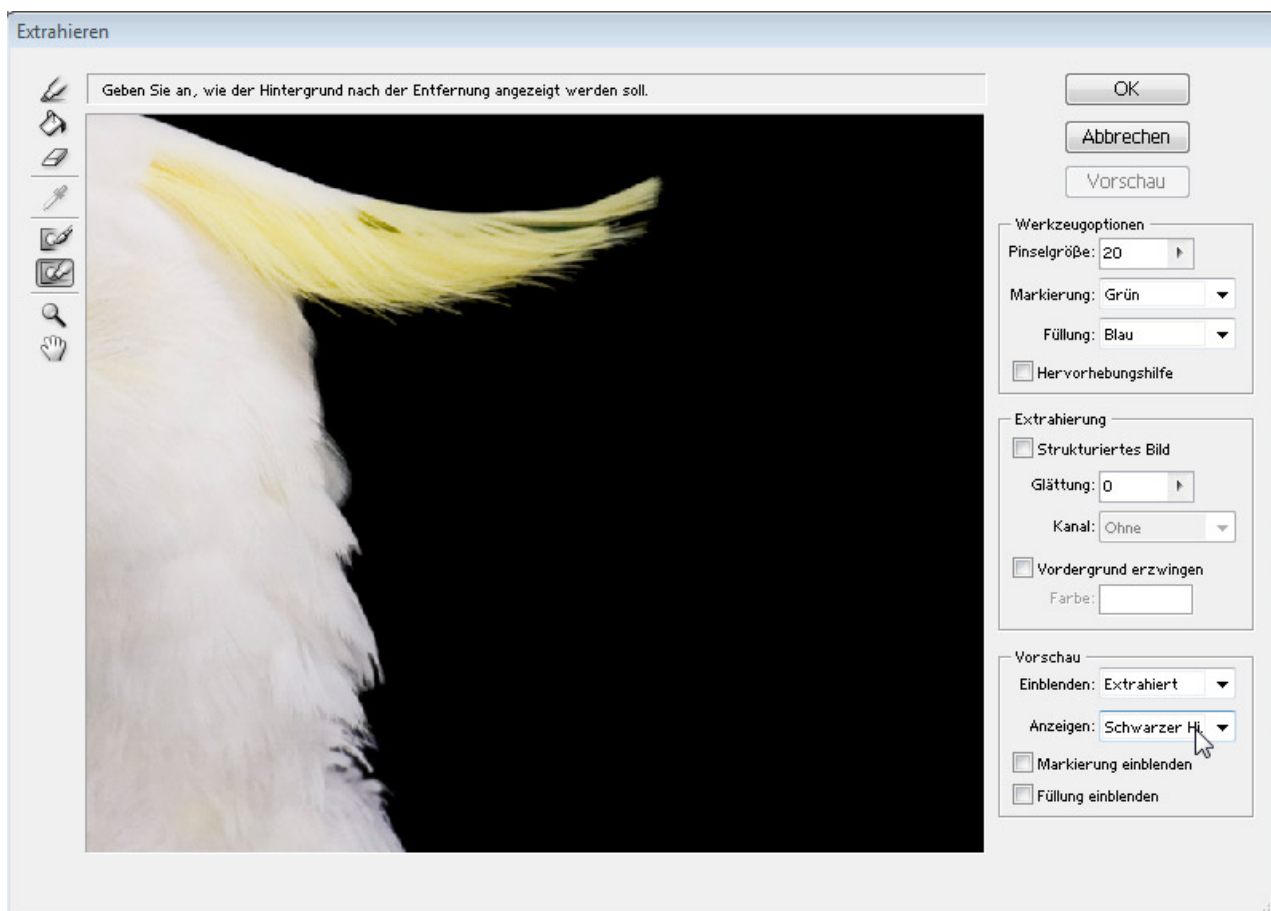 Extrahieren
Geben Sie an, wie der Hintergrund nach der Entfernung angezeigt werden soll.
OK
Abbrechen
Vorschau
Werkzeugoptionen
Pinselgröße: 20
Markierung: Grün
Füllung: Blau
Hervorhebungshilfe
Extrahierung
Strukturiertes Bild
Glättung: 0
Kanal: Ohne
Vordergrund erzwingen
Farbe:
Vorschau
Einblenden: Extrahiert
Anzeigen: Schwarzer Hi.
Markierung einblenden
Füllung einblenden